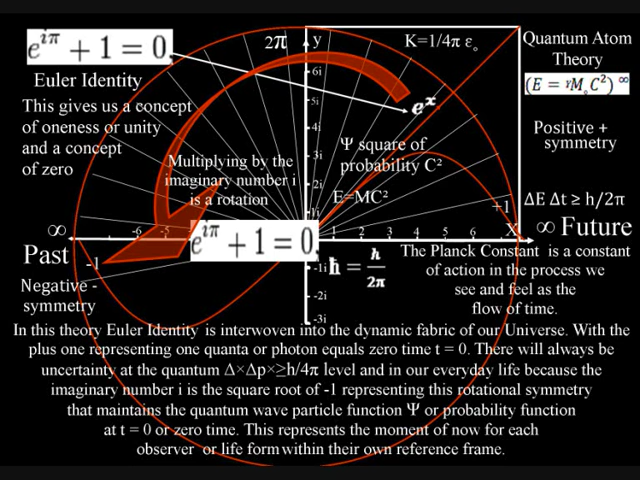 e^{iπ} + 1 = 0.
Euler Identity
This gives us a concept
of oneness or unity
and a concept
of zero
2π
y
K=1/4π ε₀
Quantum Atom
Theory
(E = γM₀C²)^∞
Positive +
symmetry
6i
5i
4i
3i
2i
1i
e^x
Ψ square of
probability C²
E=MC²
Multiplying by the
imaginary number i
is a rotation
+1
ΔE Δt ≥ h/2π
∞
-6
-5
X
∞ Future
Past
-1
e^{iπ} + 1 = 0.
Negative -
symmetry
-1i
-2i
-3i
ħ = h/2π
The Planck Constant is a constant
of action in the process we
see and feel as the
flow of time.
In this theory Euler Identity is interwoven into the dynamic fabric of our Universe. With the
plus one representing one quanta or photon equals zero time t = 0. There will always be
uncertainty at the quantum Δ×Δp×≥h/4π level and in our everyday life because the
imaginary number i is the square root of -1 representing this rotational symmetry
that maintains the quantum wave particle function Ψ or probability function
at t = 0 or zero time. This represents the moment of now for each
observer or life form within their own reference frame.